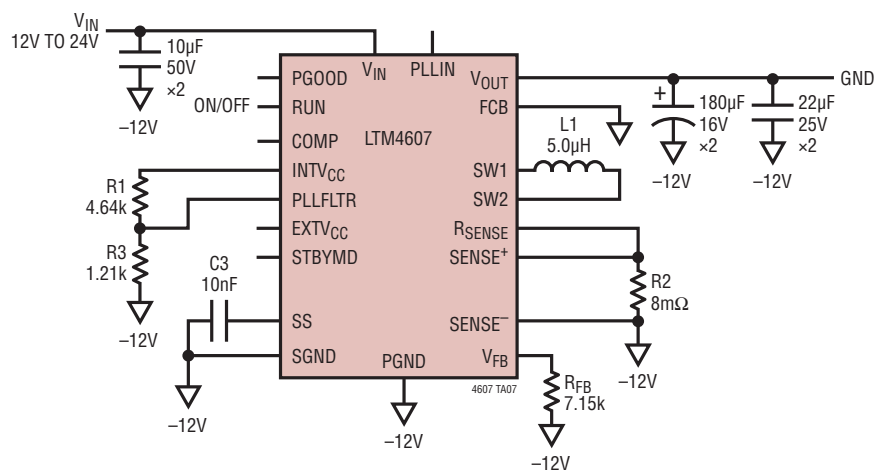 VIN
12V TO 24V
10µF
50V
×2
–12V
ON/OFF
VIN
PLLIN
PGOOD
RUN
COMP
INTVCC
PLLFLTR
EXTVCC
STBYMD
SS
SGND
PGND
LTM4607
VOUT
FCB
SW1
SW2
RSENSE
SENSE+
SENSE–
VFB
4607 TA07
GND
+
180µF
16V
×2
–12V
22µF
25V
×2
–12V
L1
5.0µH
R1
4.64k
R3
1.21k
–12V
C3
10nF
–12V
–12V
R2
8mΩ
–12V
RFB
7.15k
–12V